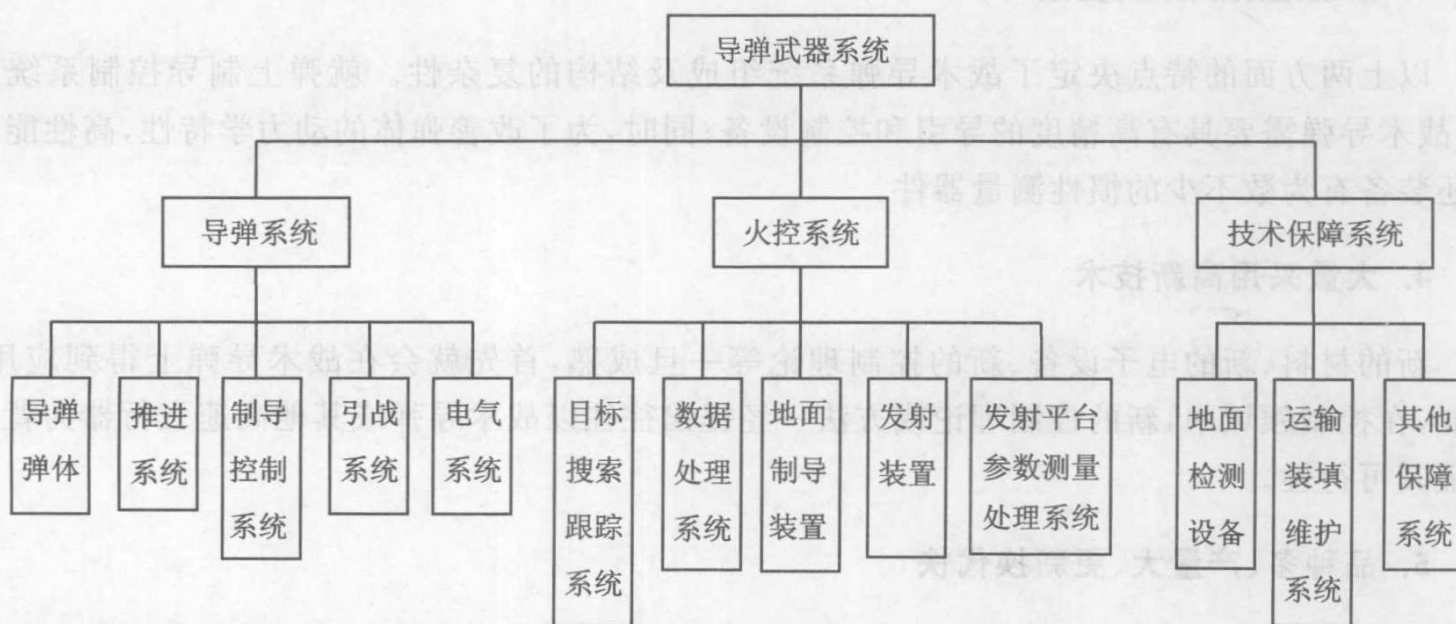 导弹武器系统
导弹系统
火控系统
技术保障系统
导弹
弹体
推进
系统
制导
控制
系统
引战
系统
电气
系统
目标
搜索
跟踪
系统
数据
处理
系统
地面
制导
装置
发射
装置
发射平台
参数测量
处理系统
地面
检测
设备
运输
装填
维护
系统
其他
保障
系统